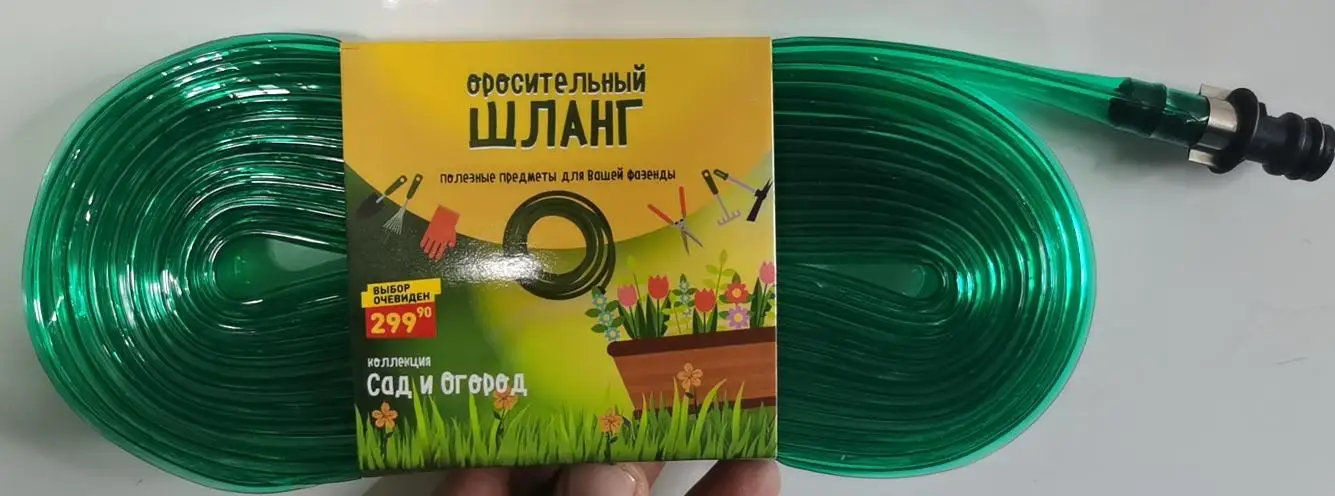 оросительный
ШЛАНГ
полезные предметы для Вашей фазенды
ВЫБОР
ОЧЕВИДЕН
299 90
коллекция
Сад и Огород